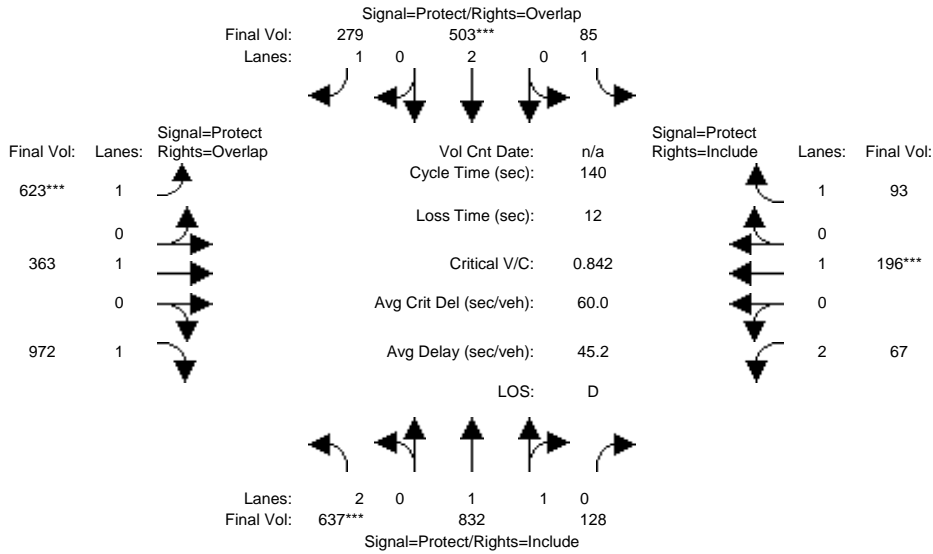 Signal=Protect/Rights=Overlap
Final Vol: 279 503*** 85
Lanes: 1 0 2 0 1
Signal=Protect
Final Vol: Lanes: Rights=Overlap
Vol Cnt Date: n/a
Signal=Protect
Rights=Include Lanes: Final Vol:
Cycle Time (sec): 140
623*** 1
1 93
Loss Time (sec): 12
0
0
363 1
Critical V/C: 0.842
1 196***
0
Avg Crit Del (sec/veh): 60.0
0
972 1
Avg Delay (sec/veh): 45.2
2 67
LOS: D
Lanes: 2 0 1 1 0
Final Vol: 637*** 832 128
Signal=Protect/Rights=Include